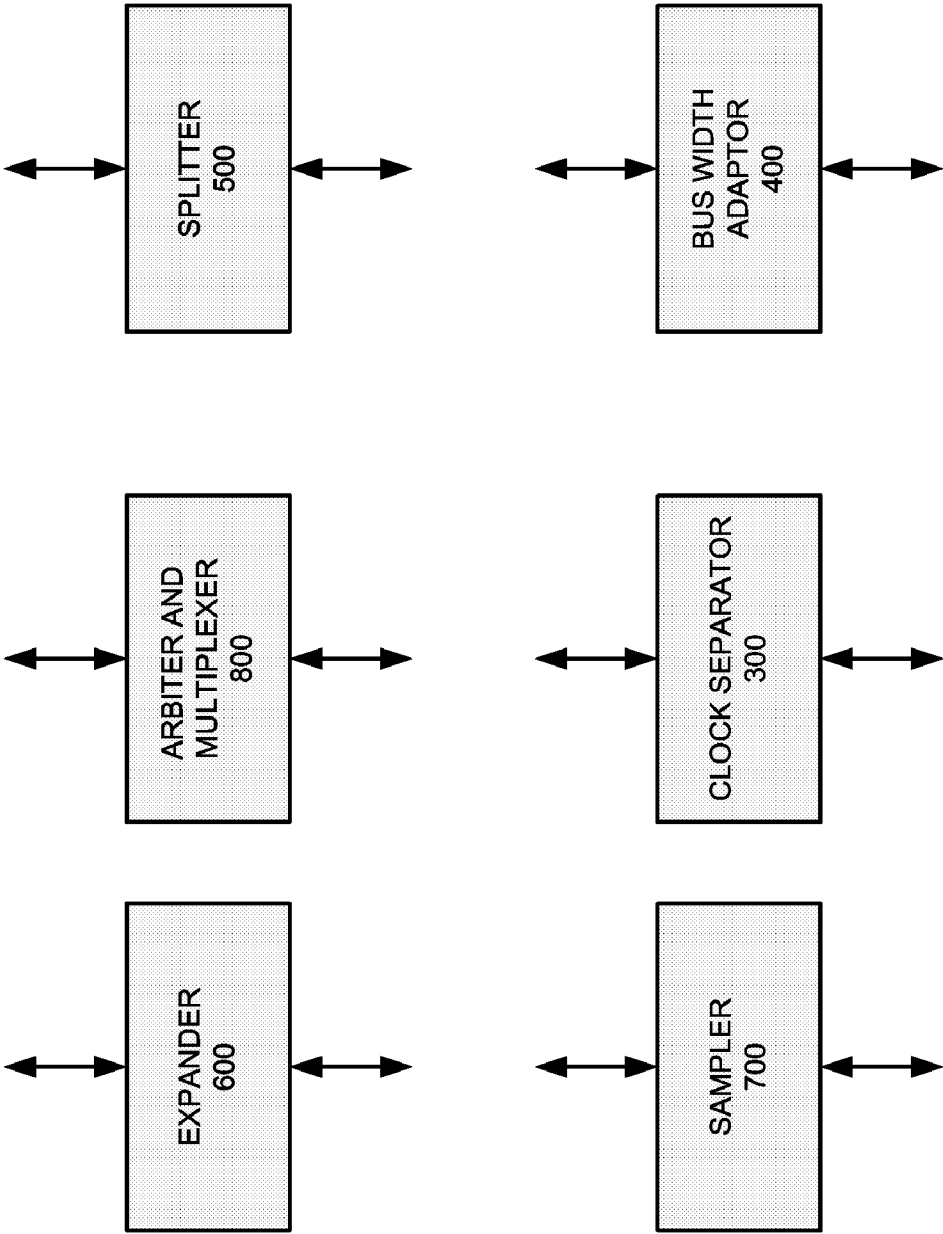 EXPANDER
600
ARBITER AND
MULTIPLEXER
800
SPLITTER
500
SAMPLER
700
CLOCK SEPARATOR
300
BUS WIDTH
ADAPTOR
400